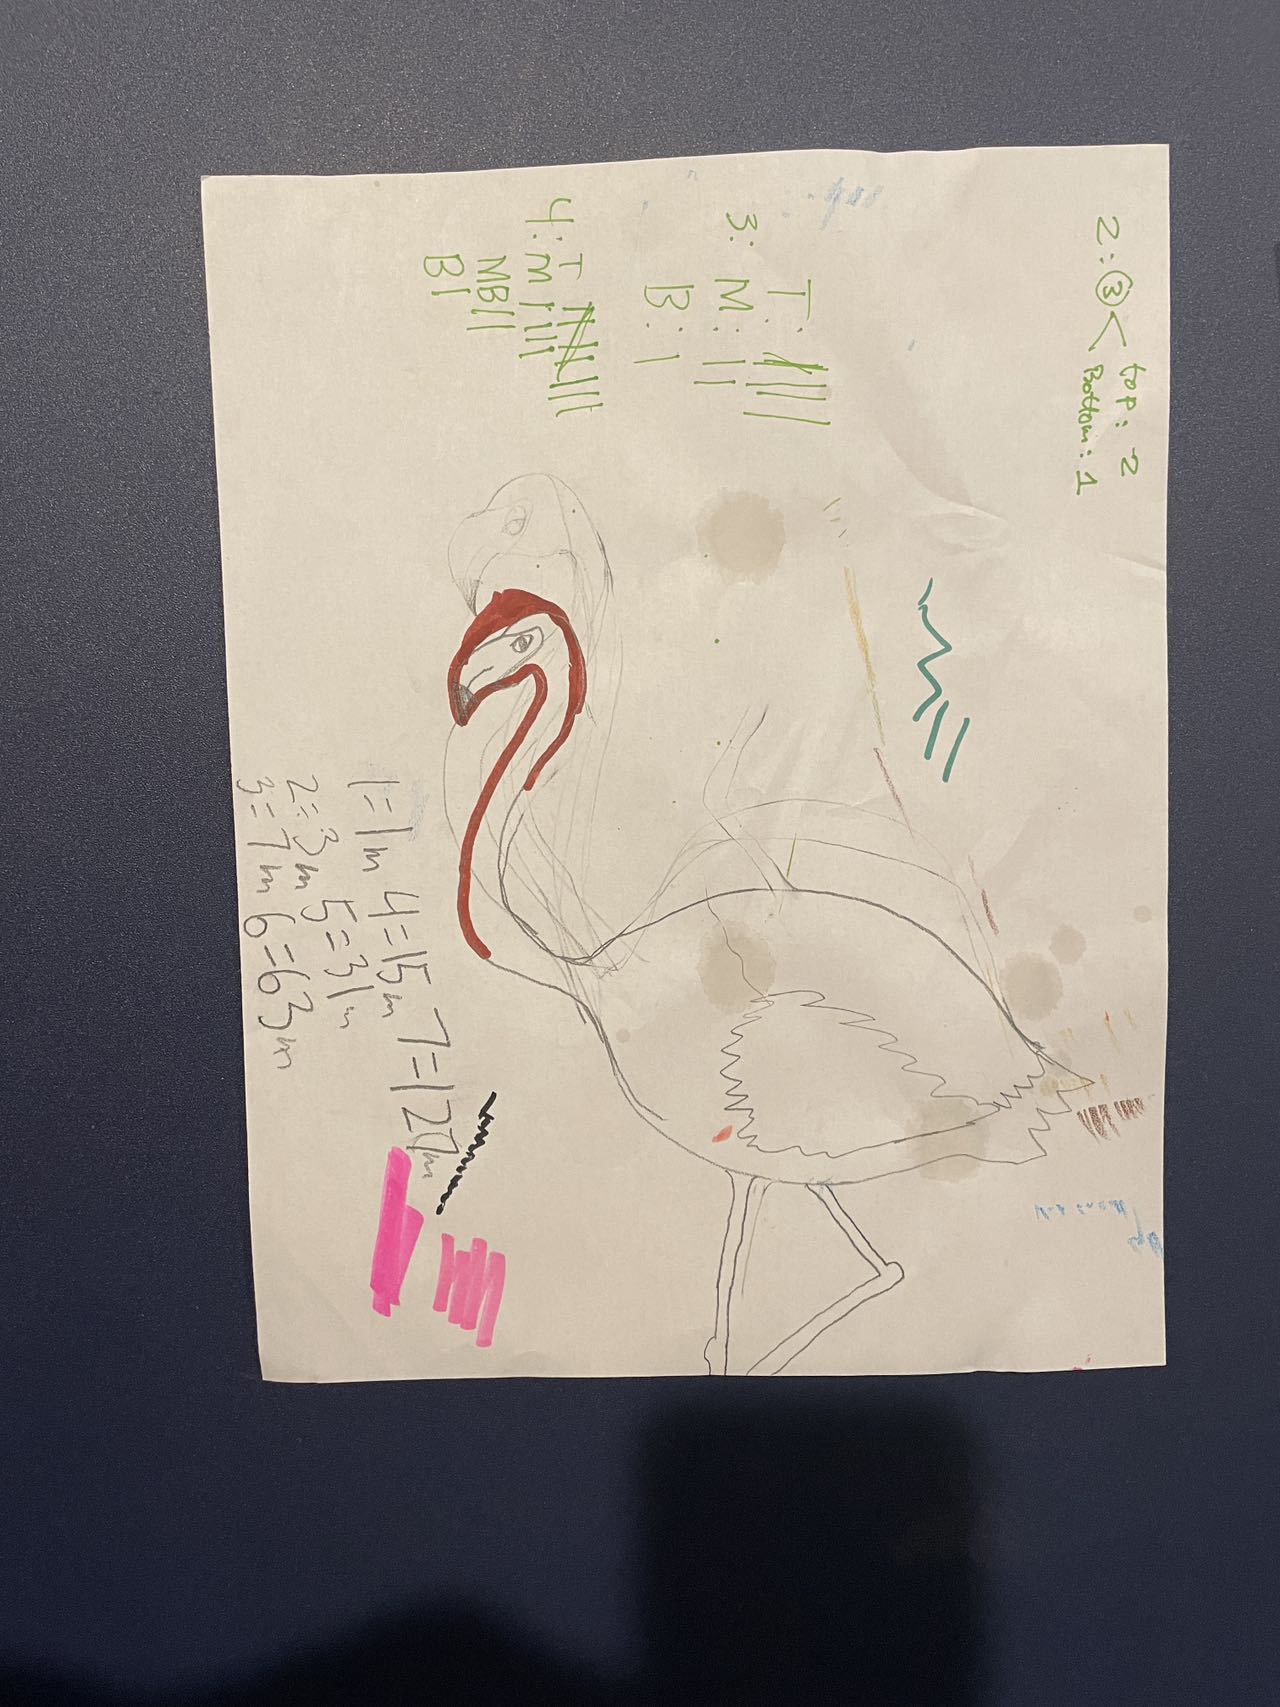 top: 2
2: ③ <
Bottom: 1
T: ||||
3: M: ||
B: |
T ||||||||
4: M ||||
MB ||
B |
1=1m 4=15m 7=127m
2=3m 5=31m
3=7m 6=63m